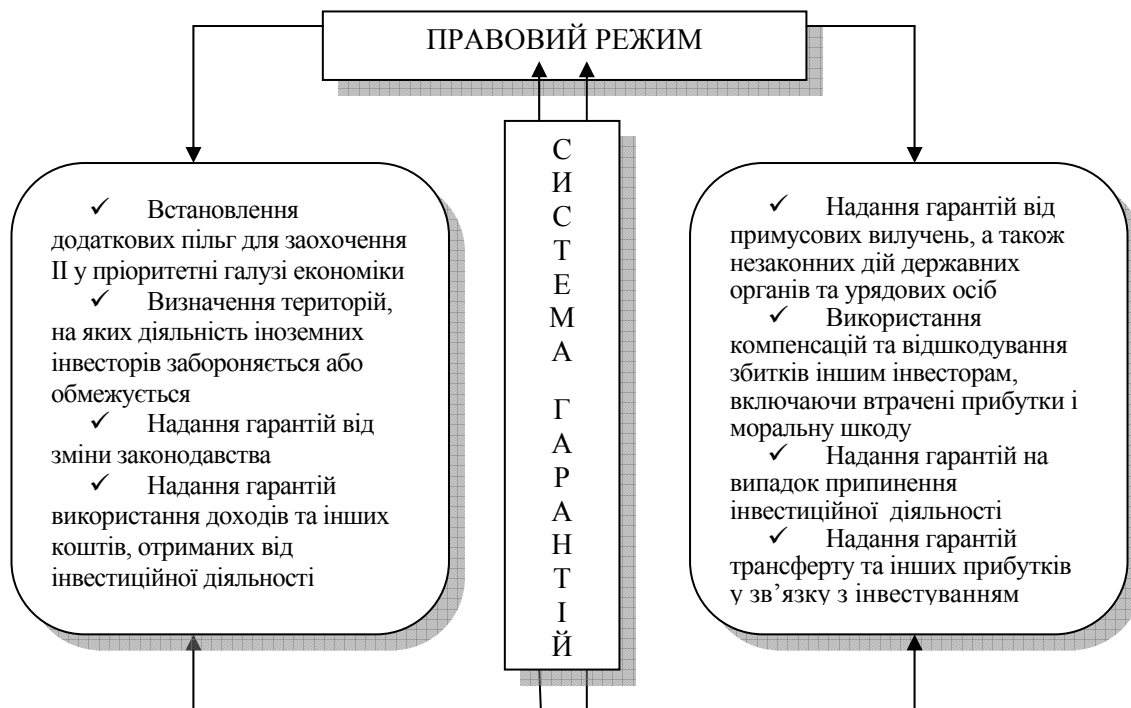 ПРАВОВИЙ РЕЖИМ
✓ Встановлення
додаткових пільг для заохочення
ІІ у пріоритетні галузі економіки
✓ Визначення територій,
на яких діяльність іноземних
інвесторів забороняється або
обмежується
✓ Надання гарантій від
зміни законодавства
✓ Надання гарантій
використання доходів та інших
коштів, отриманих від
інвестиційної діяльності
СИСТЕМА ГАРАНТІЙ
✓ Надання гарантій від
примусових вилучень, а також
незаконних дій державних
органів та урядових осіб
✓ Використання
компенсацій та відшкодування
збитків іншим інвесторам,
включаючи втрачені прибутки і
моральну шкоду
✓ Надання гарантій на
випадок припинення
інвестиційної діяльності
✓ Надання гарантій
трансферту та інших прибутків
у зв’язку з інвестуванням